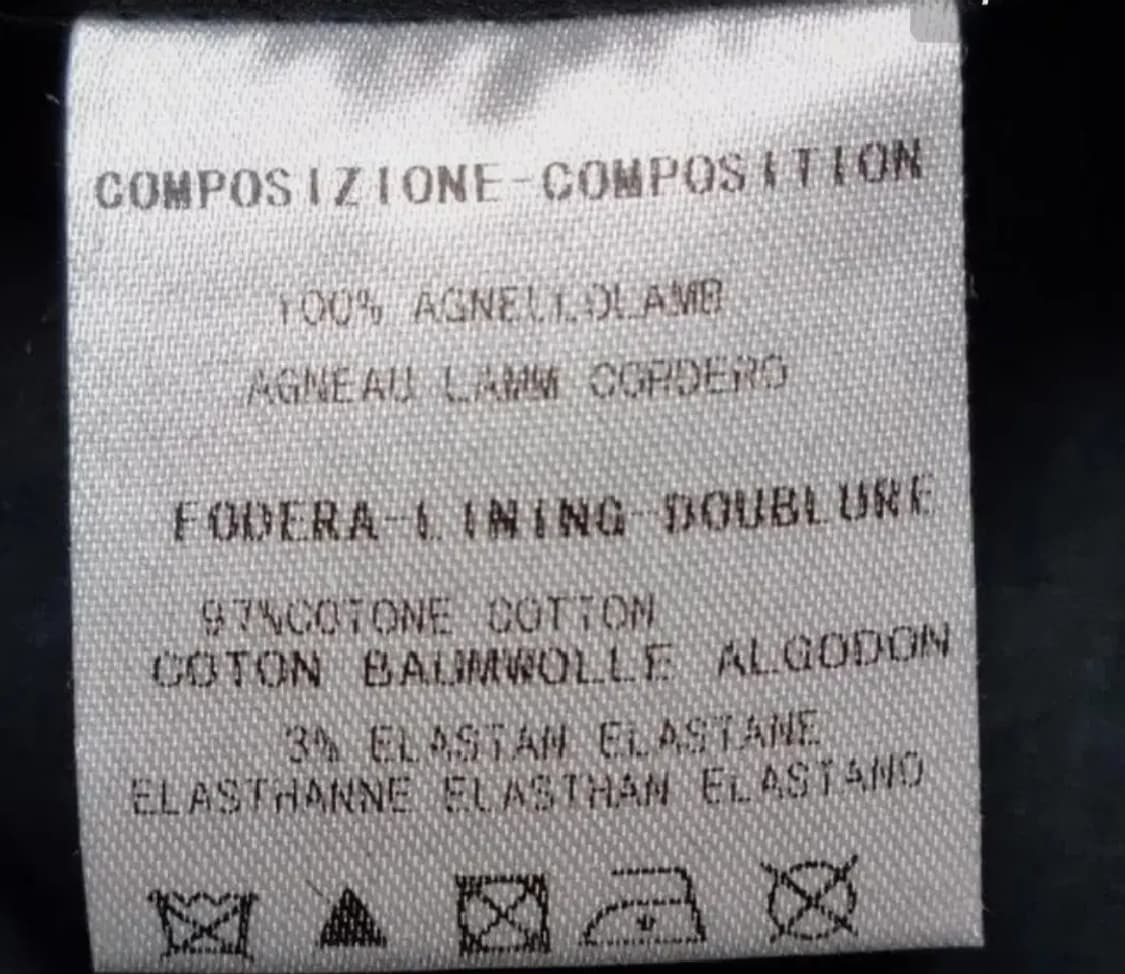 COMPOSIZIONE-COMPOSITION
100% AGNELLOLAMB
AGNEAU LAMM CORDERO
FODERA-LINING-DOUBLURE
97%COTONE COTTON
COTON BAUMWOLLE ALGODON
3% ELASTAN ELASTANE
ELASTHANNE ELASTHAN ELASTANO